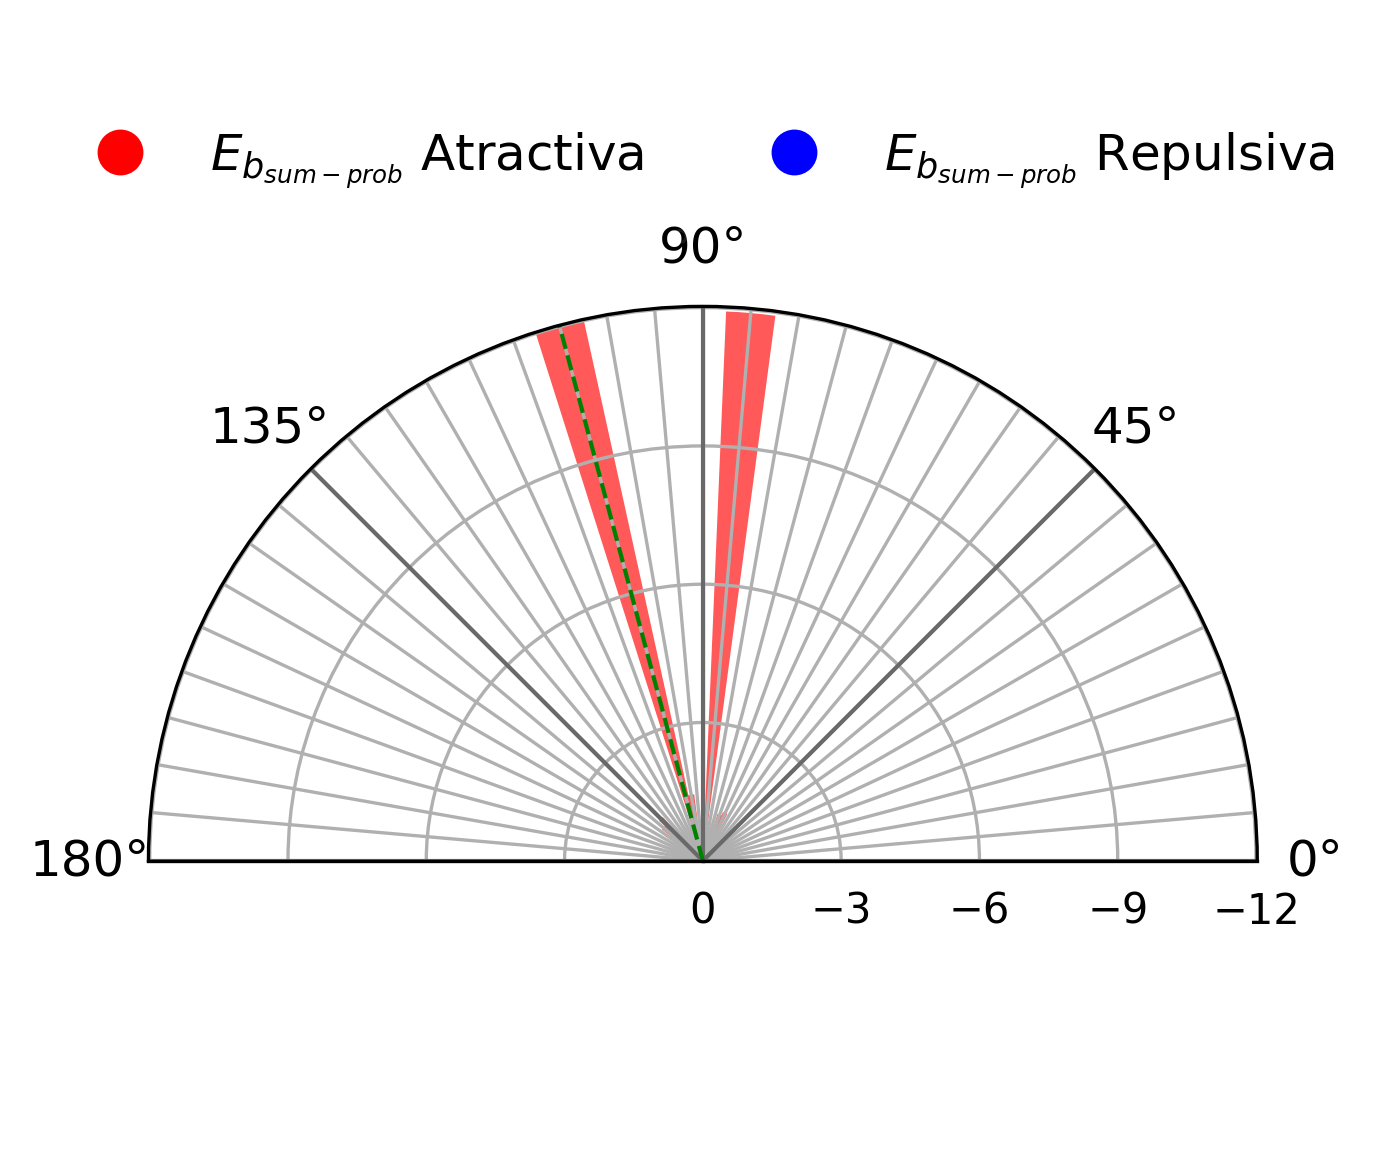 E_{b_{sum-prob}} Atractiva E_{b_{sum-prob}} Repulsiva
90°
135° 45°
180° 0°
0 −3 −6 −9 −12